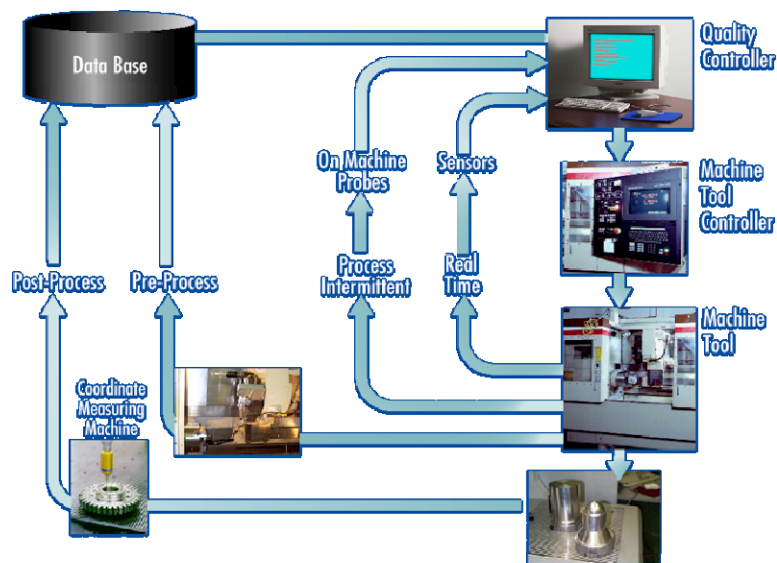 Data Base
Quality
Controller
On Machine
Probes
Sensors
Machine
Tool
Controller
Post-Process
Pre-Process
Process
Intermittent
Real
Time
Machine
Tool
Coordinate
Measuring
Machine